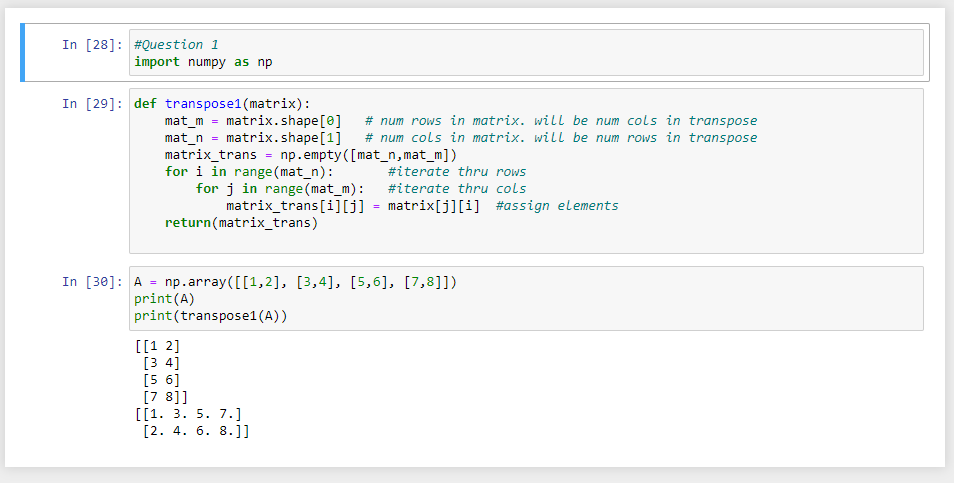 In [28]: #Question 1
import numpy as np
In [29]: def transpose1(matrix):
    mat_m = matrix.shape[0]   # num rows in matrix. will be num cols in transpose
    mat_n = matrix.shape[1]   # num cols in matrix. will be num rows in transpose
    matrix_trans = np.empty([mat_n,mat_m])
    for i in range(mat_n):       #iterate thru rows
        for j in range(mat_m):   #iterate thru cols
            matrix_trans[i][j] = matrix[j][i]  #assign elements
    return(matrix_trans)
In [30]: A = np.array([[1,2], [3,4], [5,6], [7,8]])
print(A)
print(transpose1(A))
[[1 2]
 [3 4]
 [5 6]
 [7 8]]
[[1. 3. 5. 7.]
 [2. 4. 6. 8.]]